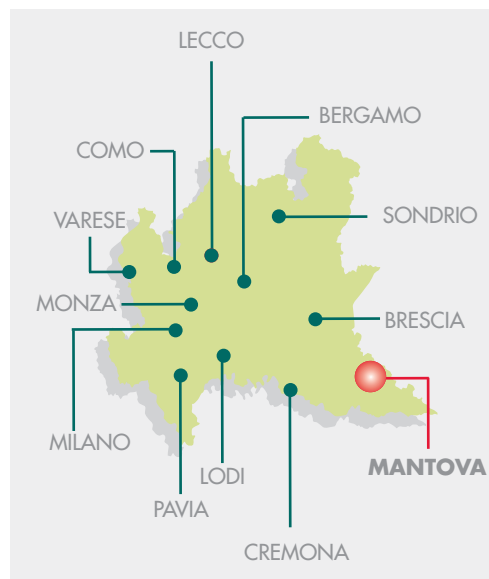 LECCO
BERGAMO
COMO
VARESE
SONDRIO
MONZA
BRESCIA
MILANO
MANTOVA
LODI
PAVIA
CREMONA